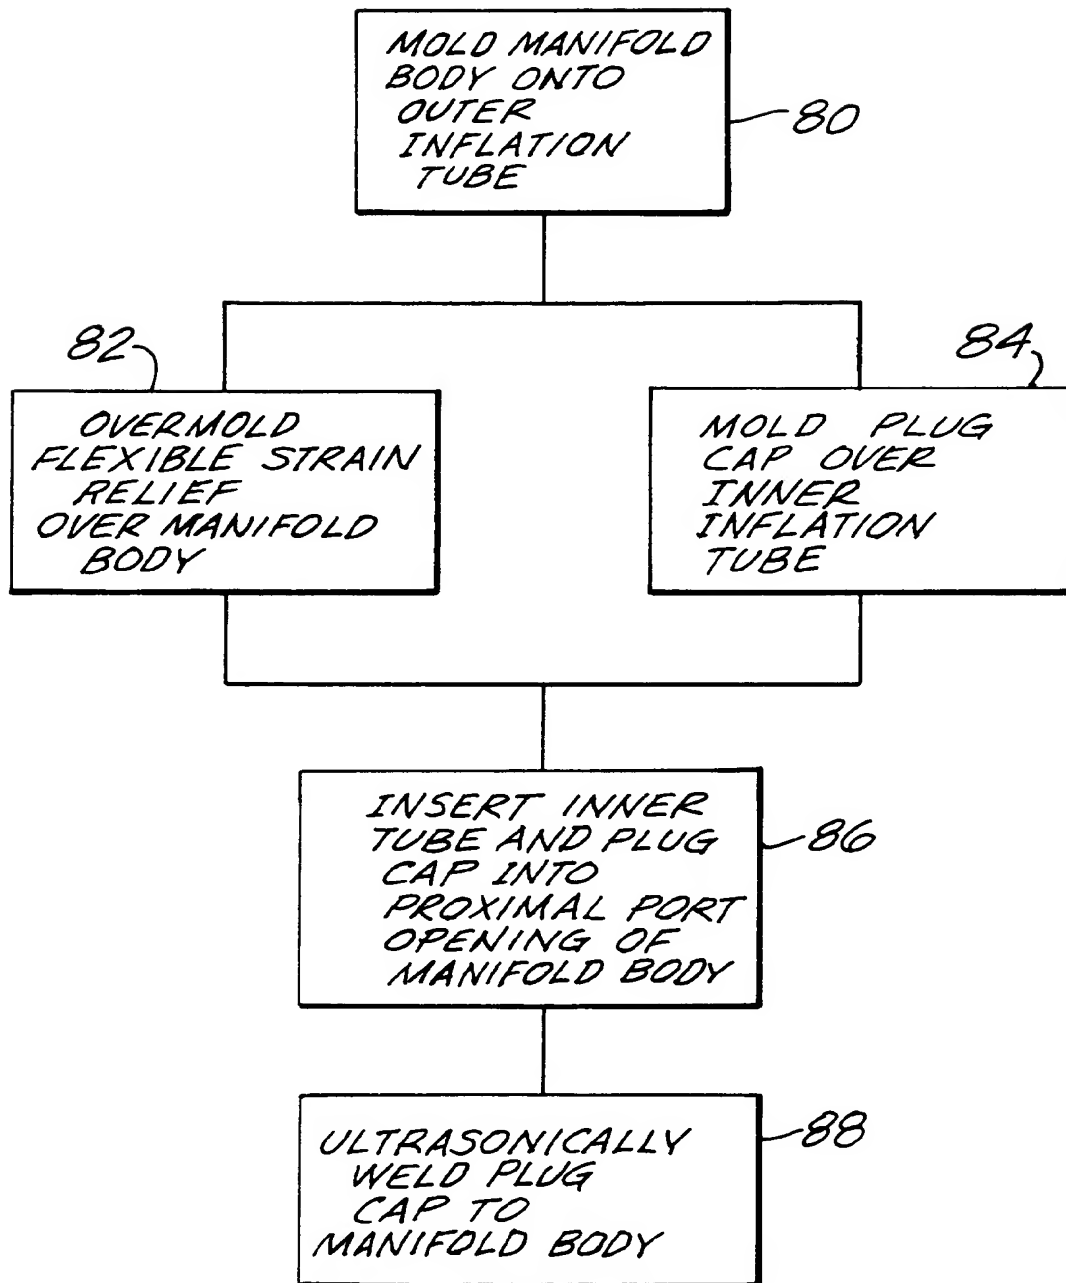 MOLD MANIFOLD
BODY ONTO
OUTER
INFLATION
TUBE
80
82
OVERMOLD
FLEXIBLE STRAIN
RELIEF
OVER MANIFOLD
BODY
84
MOLD PLUG
CAP OVER
INNER
INFLATION
TUBE
INSERT INNER
TUBE AND PLUG
CAP INTO
PROXIMAL PORT
OPENING OF
MANIFOLD BODY
86
ULTRASONICALLY
WELD PLUG
CAP TO
MANIFOLD BODY
88